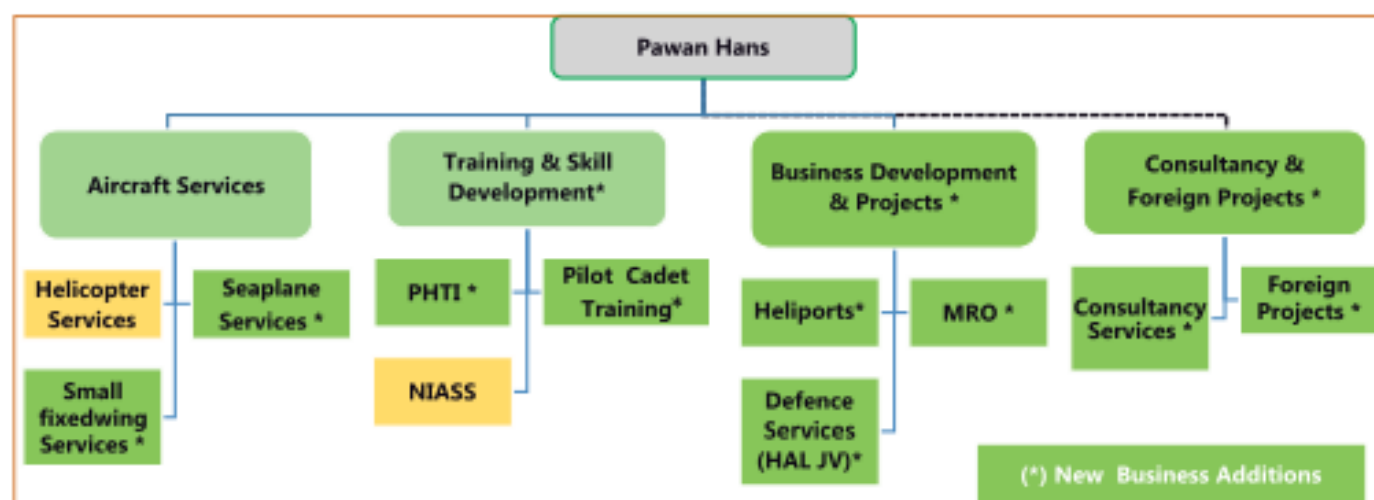 Pawan Hans
Aircraft Services
Training & Skill
Development*
Business Development
& Projects *
Consultancy &
Foreign Projects *
Helicopter
Services
Seaplane
Services *
Small
fixedwing
Services *
PHTI *
Pilot Cadet
Training*
NIASS
Heliports*
MRO *
Defence
Services
(HAL JV)*
Consultancy
Services *
Foreign
Projects *
(*) New Business Additions